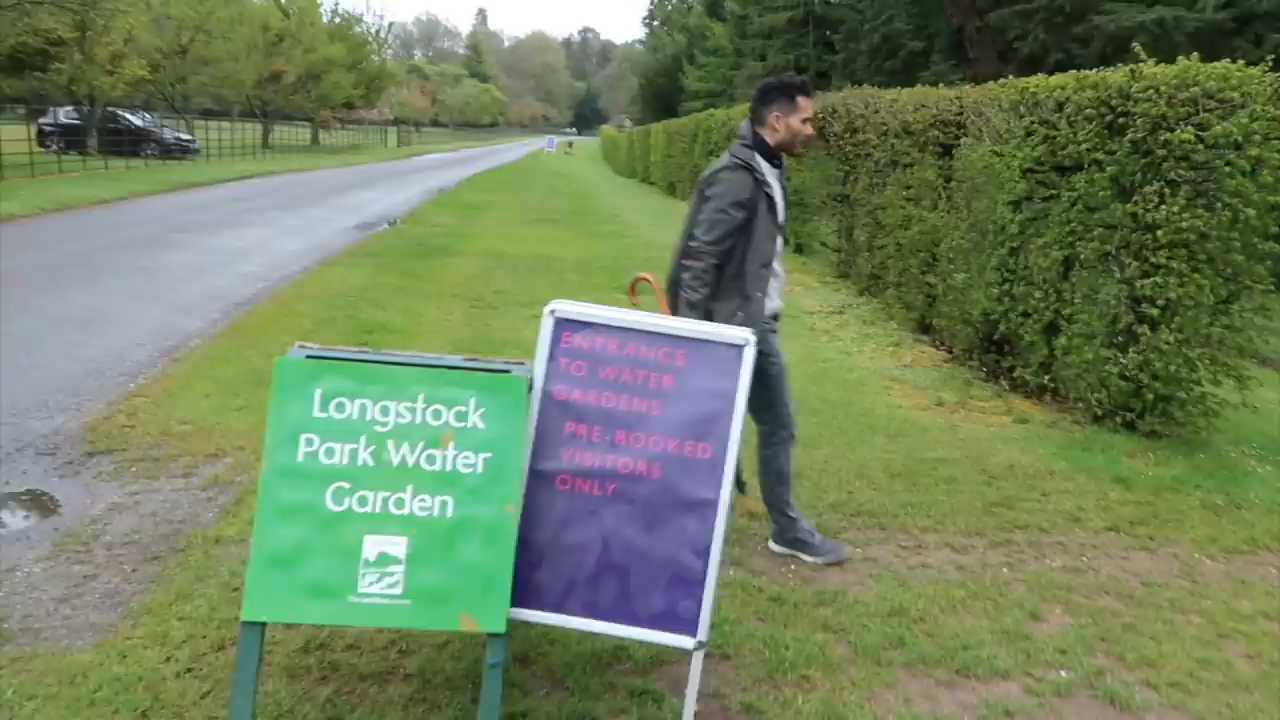 Longstock
Park Water
Garden
ENTRANCE
TO WATER
GARDENS
PRE-BOOKED
VISITORS
ONLY